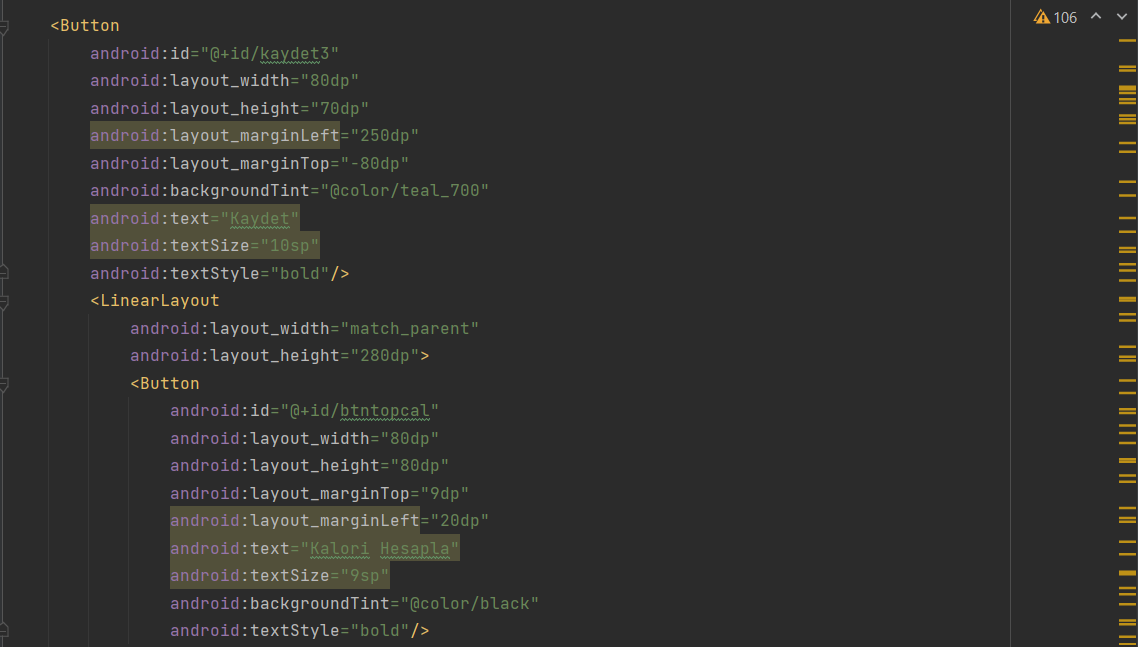 <Button
106
android:id="@+id/kaydet3"
android:layout_width="80dp"
android:layout_height="70dp"
android:layout_marginLeft="250dp"
android:layout_marginTop="-80dp"
android:backgroundTint="@color/teal_700"
android:text="Kaydet"
android:textSize="10sp"
android:textStyle="bold"/>
<LinearLayout
android:layout_width="match_parent"
android:layout_height="280dp">
<Button
android:id="@+id/btntopcal"
android:layout_width="80dp"
android:layout_height="80dp"
android:layout_marginTop="9dp"
android:layout_marginLeft="20dp"
android:text="Kalori Hesapla"
android:textSize="9sp"
android:backgroundTint="@color/black"
android:textStyle="bold"/>